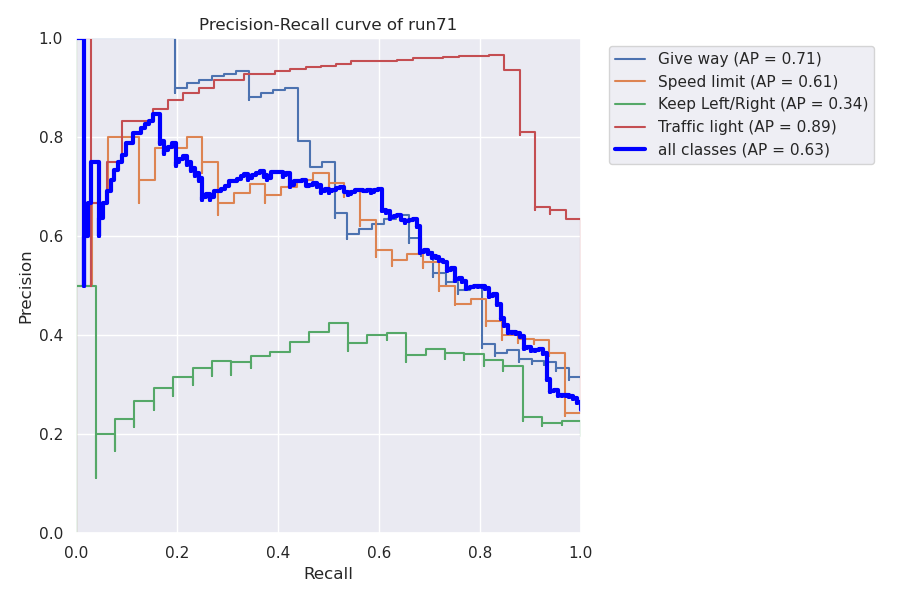 Precision-Recall curve of run71
1.0
0.8
0.6
0.4
0.2
0.0
Precision
0.0 0.2 0.4 0.6 0.8 1.0
Recall
Give way (AP = 0.71)
Speed limit (AP = 0.61)
Keep Left/Right (AP = 0.34)
Traffic light (AP = 0.89)
all classes (AP = 0.63)